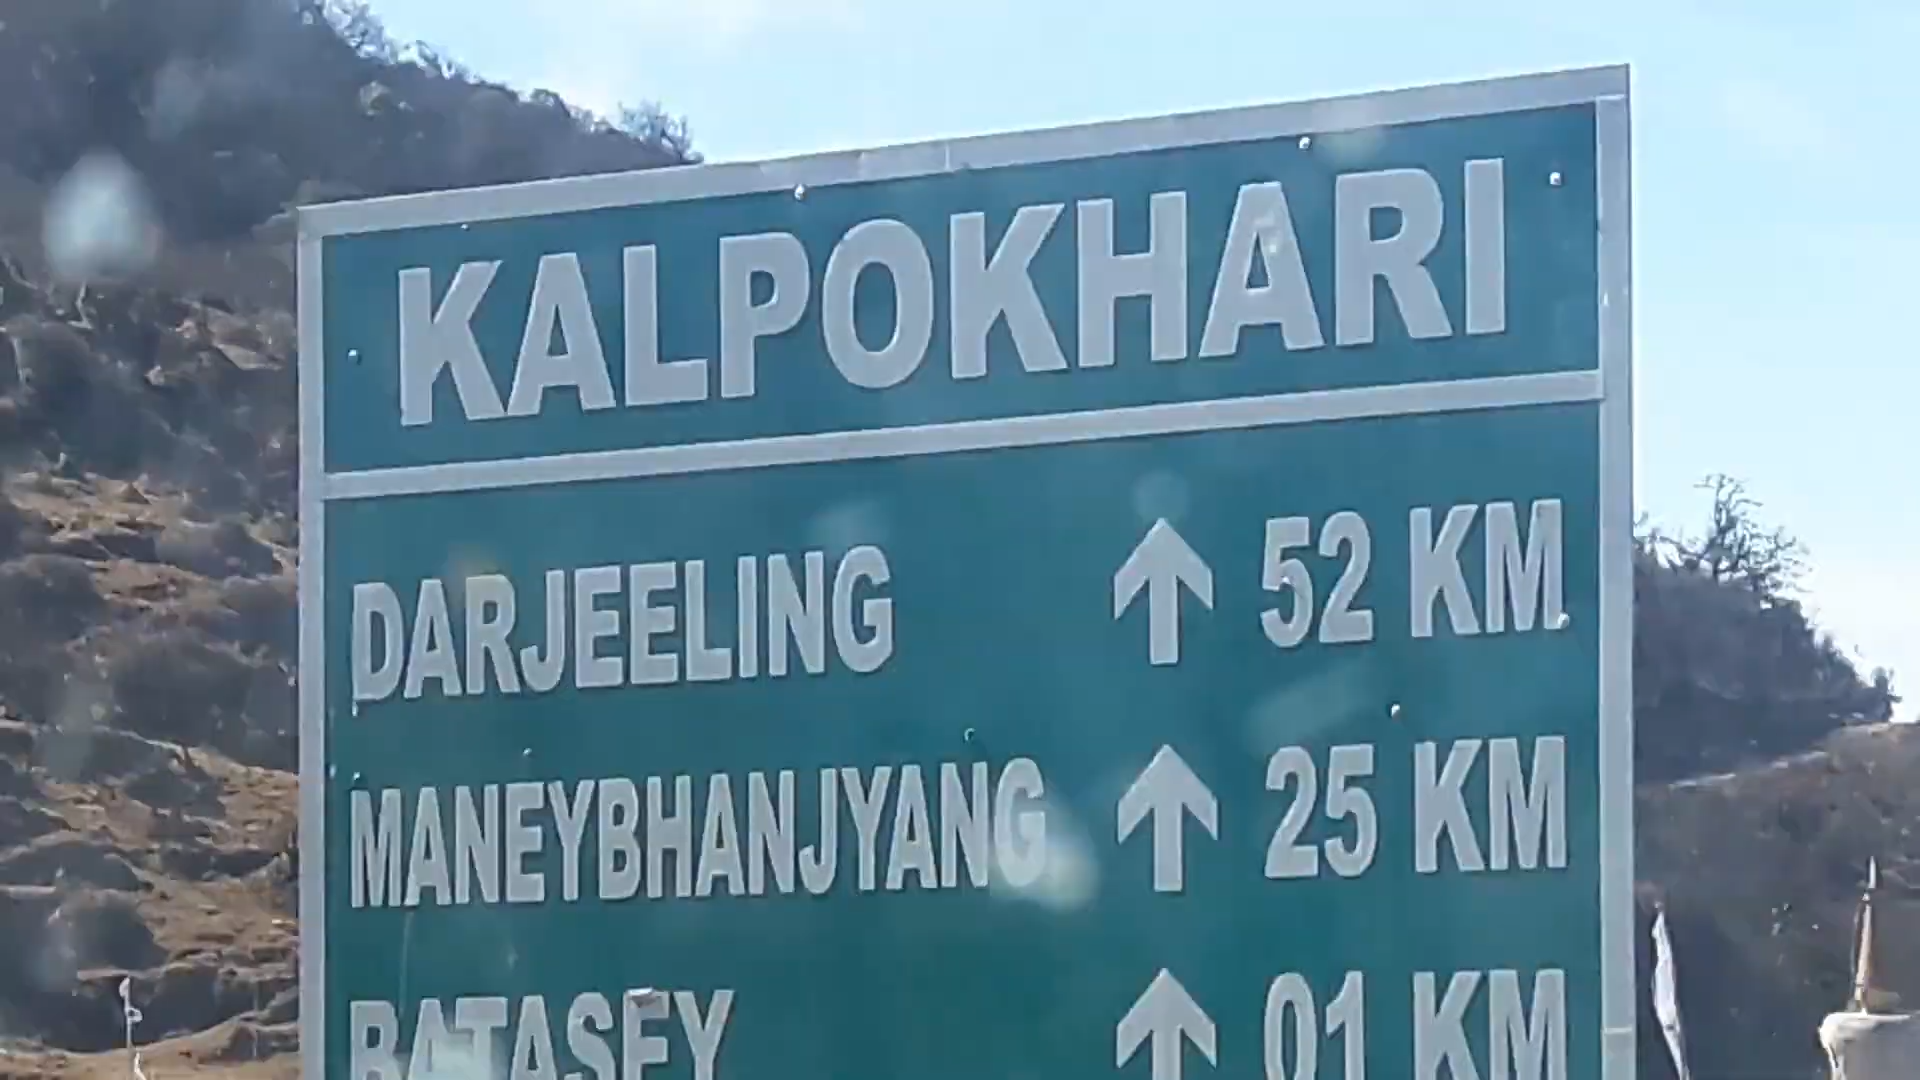 KALPOKHARI
DARJEELING ↑ 52 KM
MANEYBHANJYANG ↑ 25 KM
BATASEY ↑ 01 KM